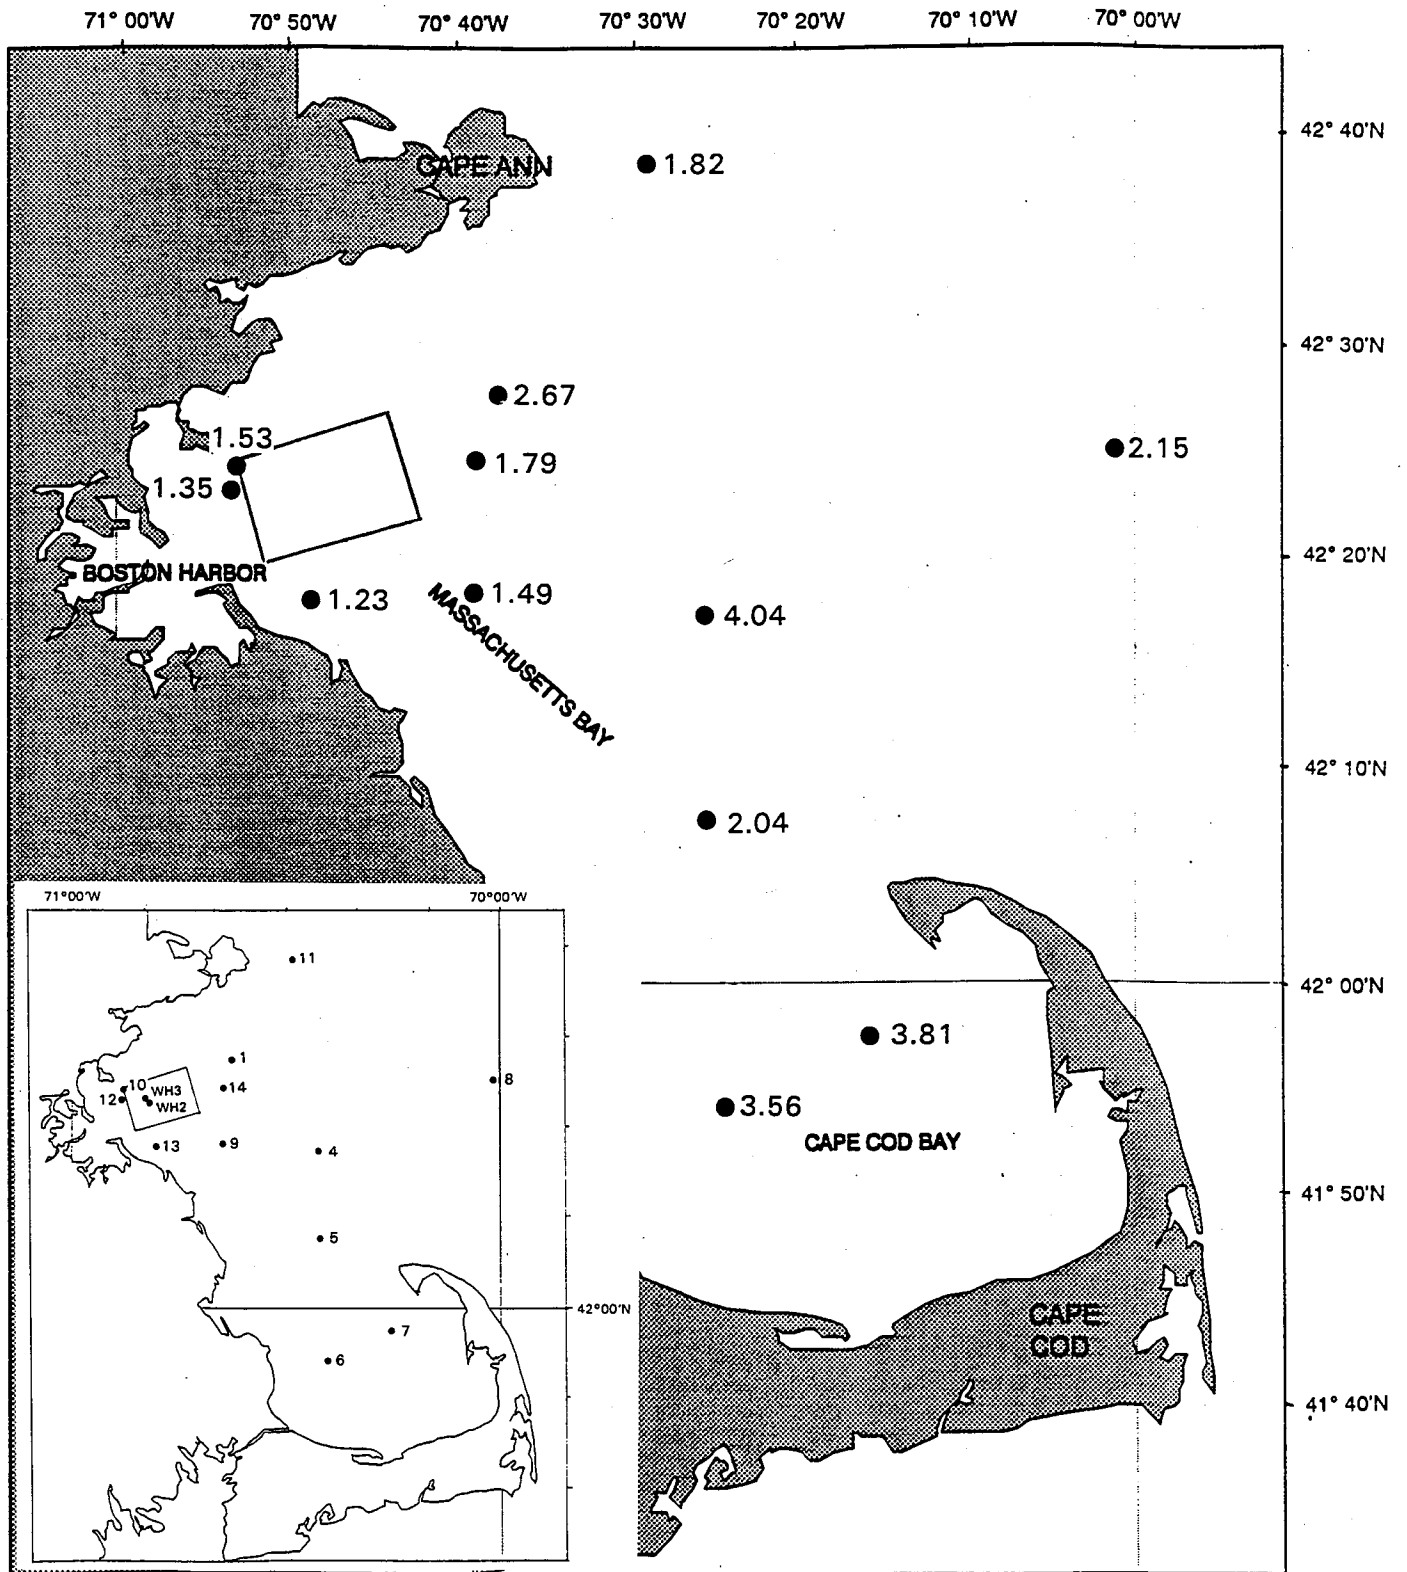 71° 00'W 70° 50'W 70° 40'W 70° 30'W 70° 20'W 70° 10'W 70° 00'W
42° 40'N
CAPE ANN
1.82
42° 30'N
2.67
1.53
2.15
1.79
1.35
42° 20'N
BOSTON HARBOR
1.23
1.49
4.04
MASSACHUSETTS BAY
42° 10'N
2.04
42° 00'N
3.81
3.56
CAPE COD BAY
41° 50'N
CAPE
COD
41° 40'N
71°00'W 70°00'W
11
1
8
10
14
WH3
12
WH2
13
9
4
5
42°00'N
7
6